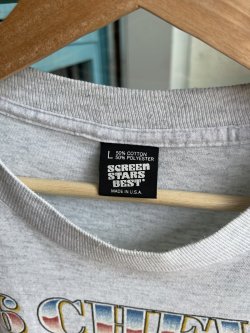 L 50% COTTON
50% POLYESTER
SCREEN
STARS
BEST®
MADE IN U.S.A.
CHIEF